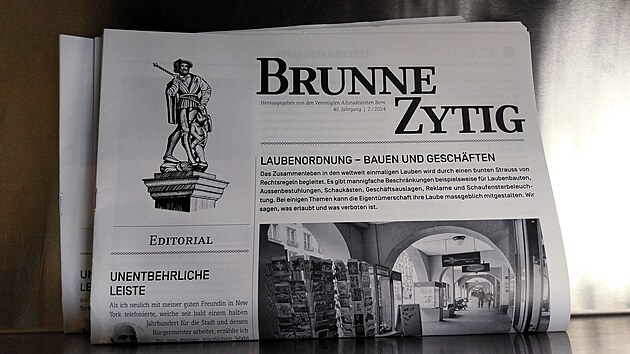 BRUNNE
ZYTIG
Herausgegeben von den Vereinigten Altstadtleisten Bern
40. Jahrgang | 2 / 2024
LAUBENORDNUNG – BAUEN UND GESCHÄFTEN
Das Zusammenleben in den weltweit einmaligen Lauben wird durch einen bunten Strauss von
Rechtsregeln begleitet. Es gibt mannigfache Beschränkungen beispielsweise für Laubenbauten,
Aussenbestuhlungen, Schaukästen, Geschäftsauslagen, Reklame und Schaufensterbeleuch-
tung. Bei einigen Themen kann die Eigentümerschaft ihre Laube massgeblich mitgestalten. Wir
sagen, was erlaubt und was verboten ist.
EDITORIAL
UNENTBEHRLICHE
LEISTE
Als ich neulich mit meiner guten Freundin in New
York telefonierte, welche seit bald einem halben
Jahrhundert für die Stadt und dessen
Bürgermeister arbeitet, erzählte ich